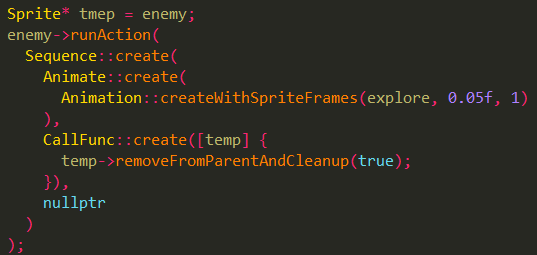 Sprite* tmep = enemy;
enemy->runAction(
  Sequence::create(
    Animate::create(
      Animation::createWithSpriteFrames(explore, 0.05f, 1)
    ),
    CallFunc::create([temp] {
      temp->removeFromParentAndCleanup(true);
    }),
    nullptr
  )
);